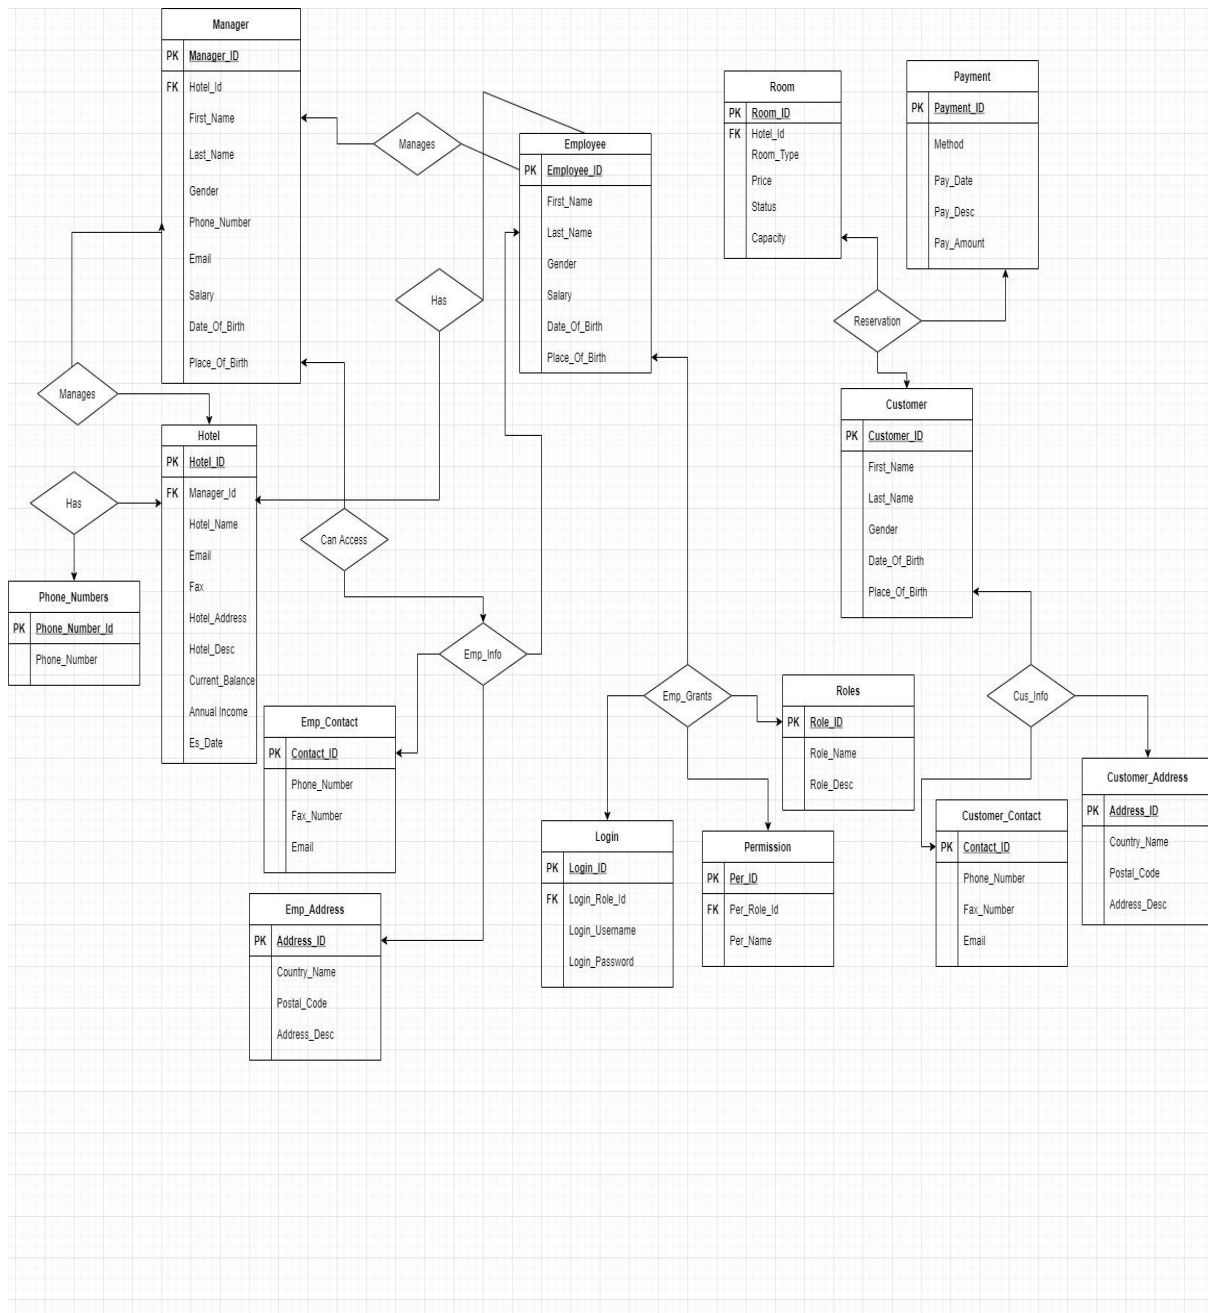 Manager
PK Manager_ID
FK Hotel_Id
First_Name
Last_Name
Gender
Phone_Number
Email
Salary
Date_Of_Birth
Place_Of_Birth
Manages
Employee
PK Employee_ID
First_Name
Last_Name
Gender
Salary
Date_Of_Birth
Place_Of_Birth
Has
Room
PK Room_ID
FK Hotel_Id
Room_Type
Price
Status
Capacity
Payment
PK Payment_ID
Method
Pay_Date
Pay_Desc
Pay_Amount
Reservation
Manages
Hotel
PK Hotel_ID
FK Manager_Id
Hotel_Name
Email
Fax
Hotel_Address
Hotel_Desc
Current_Balance
Annual Income
Es_Date
Has
Phone_Numbers
PK Phone_Number_Id
Phone_Number
Can Access
Emp_Info
Customer
PK Customer_ID
First_Name
Last_Name
Gender
Date_Of_Birth
Place_Of_Birth
Emp_Contact
PK Contact_ID
Phone_Number
Fax_Number
Email
Emp_Address
PK Address_ID
Country_Name
Postal_Code
Address_Desc
Emp_Grants
Roles
PK Role_ID
Role_Name
Role_Desc
Login
PK Login_ID
FK Login_Role_Id
Login_Username
Login_Password
Permission
PK Per_ID
FK Per_Role_Id
Per_Name
Cus_Info
Customer_Contact
PK Contact_ID
Phone_Number
Fax_Number
Email
Customer_Address
PK Address_ID
Country_Name
Postal_Code
Address_Desc